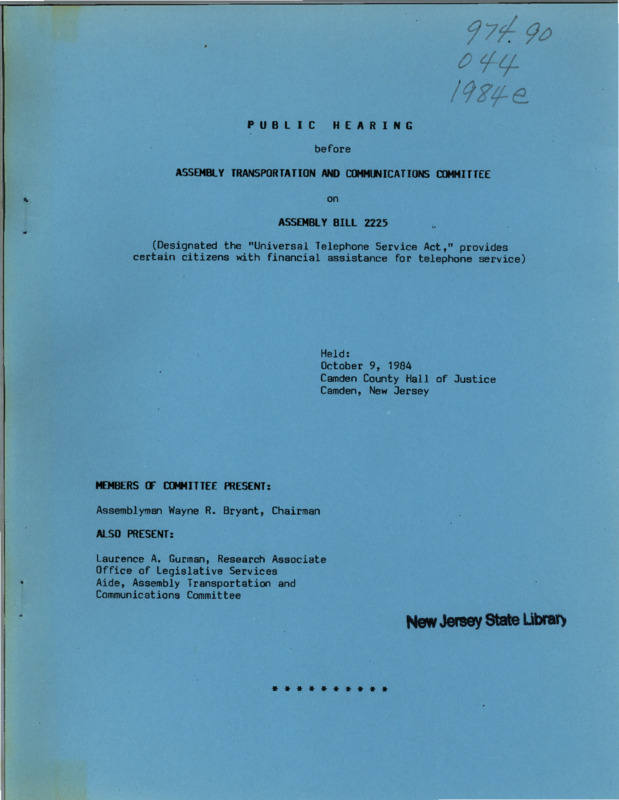 974.90
044
1984e
PUBLIC HEARING
before
ASSEMBLY TRANSPORTATION AND COMMUNICATIONS COMMITTEE
on
ASSEMBLY BILL 2225
(Designated the "Universal Telephone Service Act," provides
certain citizens with financial assistance for telephone service)
Held:
October 9, 1984
Camden County Hall of Justice
Camden, New Jersey
MEMBERS OF COMMITTEE PRESENT:
Assemblyman Wayne R. Bryant, Chairman
ALSO PRESENT:
Laurence A. Gurman, Research Associate
Office of Legislative Services
Aide, Assembly Transportation and
Communications Committee
New Jersey State Library
* * * * * * * * * *